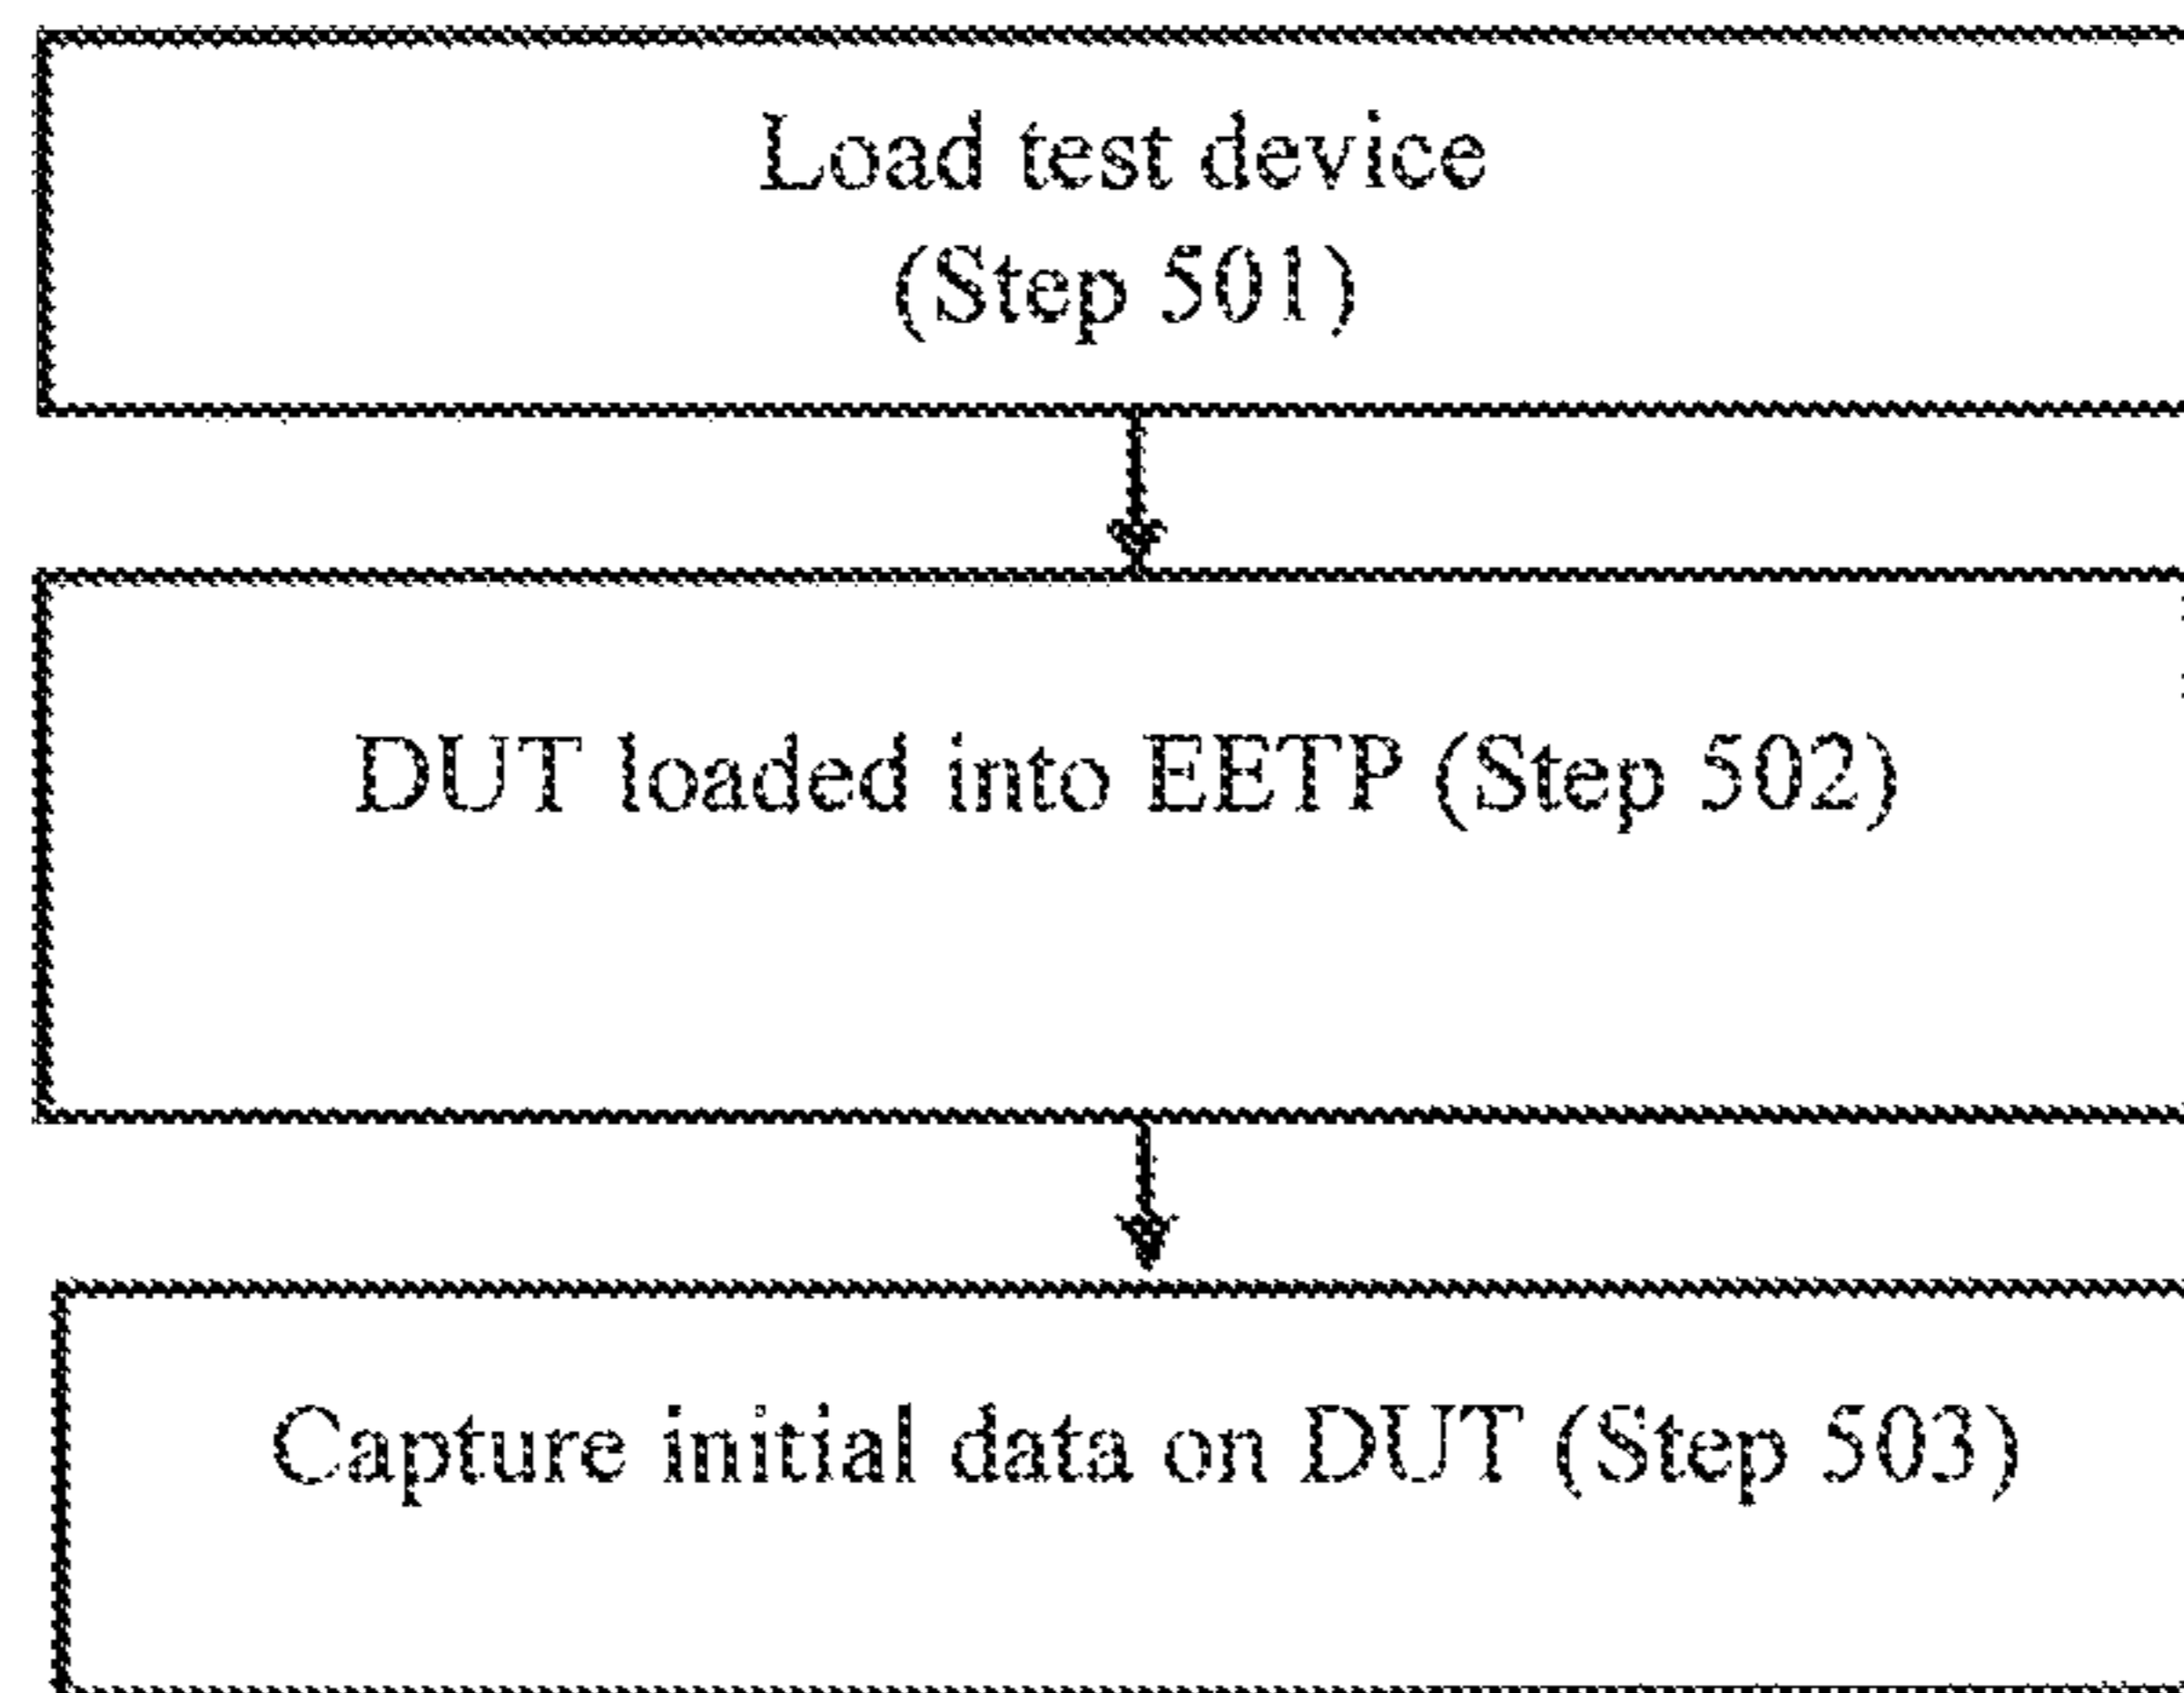 Load test device
(Step 501)
DUT loaded into EETP (Step 502)
Capture initial data on DUT (Step 503)